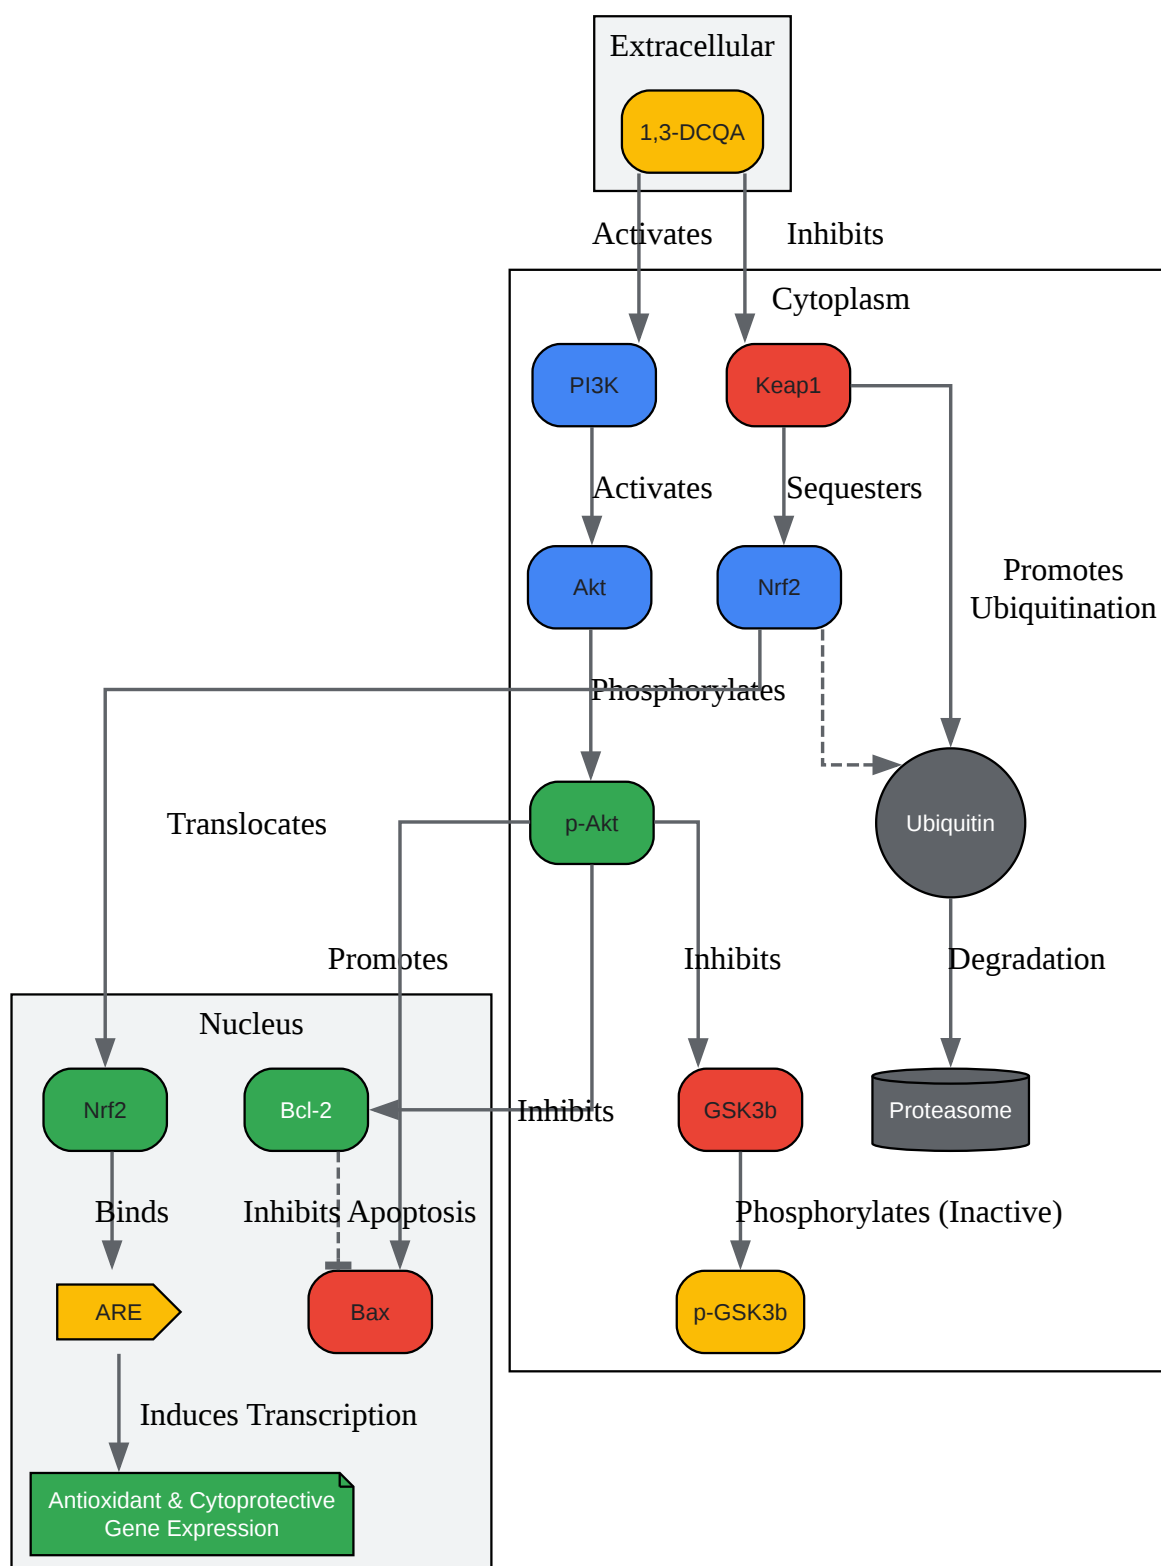 Extracellular
1,3-DCQA
Activates
Inhibits
Cytoplasm
PI3K
Keap1
Activates
Sequesters
Akt
Nrf2
Promotes
Ubiquitination
Phosphorylates
Translocates
p-Akt
Ubiquitin
Promotes
Inhibits
Degradation
Nucleus
Nrf2
Bcl-2
Inhibits
GSK3b
Proteasome
Binds
Inhibits Apoptosis
Phosphorylates (Inactive)
ARE
Bax
p-GSK3b
Induces Transcription
Antioxidant & Cytoprotective
Gene Expression